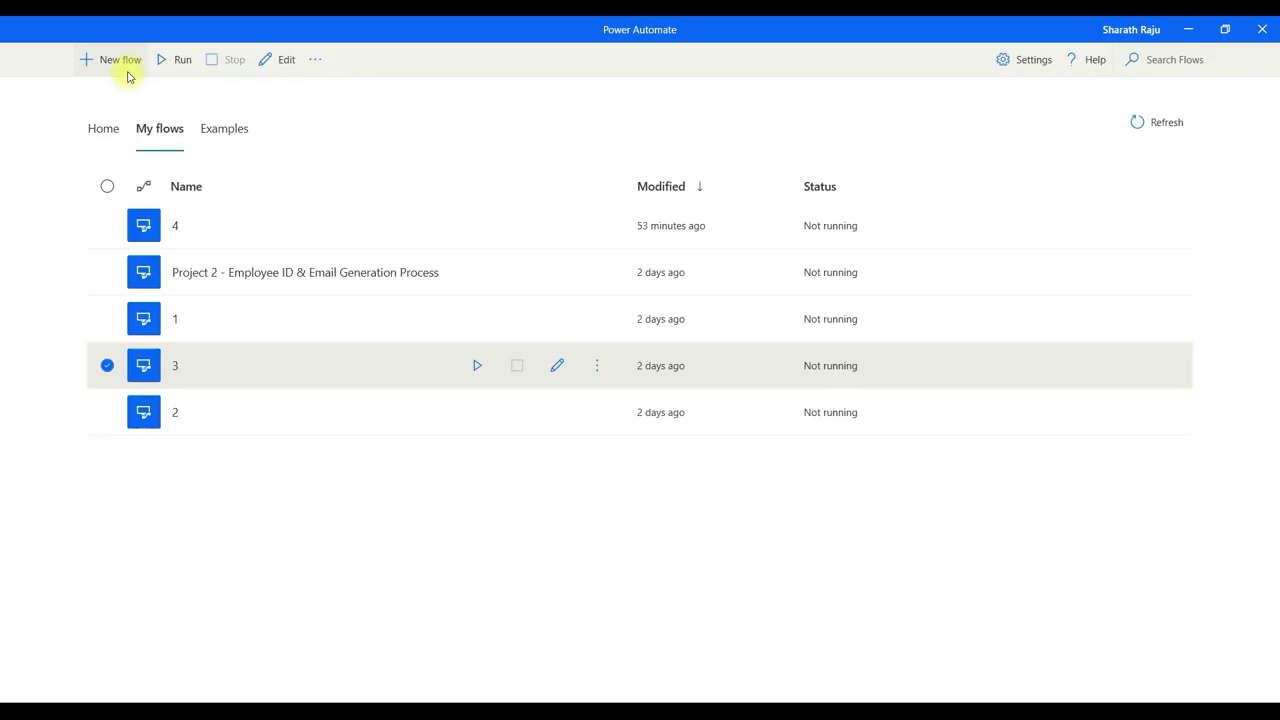 Power Automate
Sharath Raju
New flow Run Stop Edit ··· Settings ? Help Search Flows
Home My flows Examples Refresh
Name Modified ↓ Status
4 53 minutes ago Not running
Project 2 - Employee ID & Email Generation Process 2 days ago Not running
1 2 days ago Not running
3 2 days ago Not running
2 2 days ago Not running